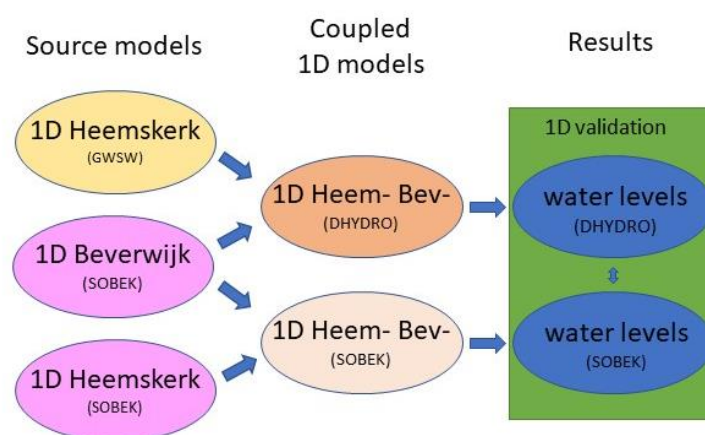 Source models
Coupled
1D models
Results
1D Heemskerk
(GWSW)
1D Beverwijk
(SOBEK)
1D Heemskerk
(SOBEK)
1D Heem- Bev-
(DHYDRO)
1D Heem- Bev-
(SOBEK)
1D validation
water levels
(DHYDRO)
water levels
(SOBEK)